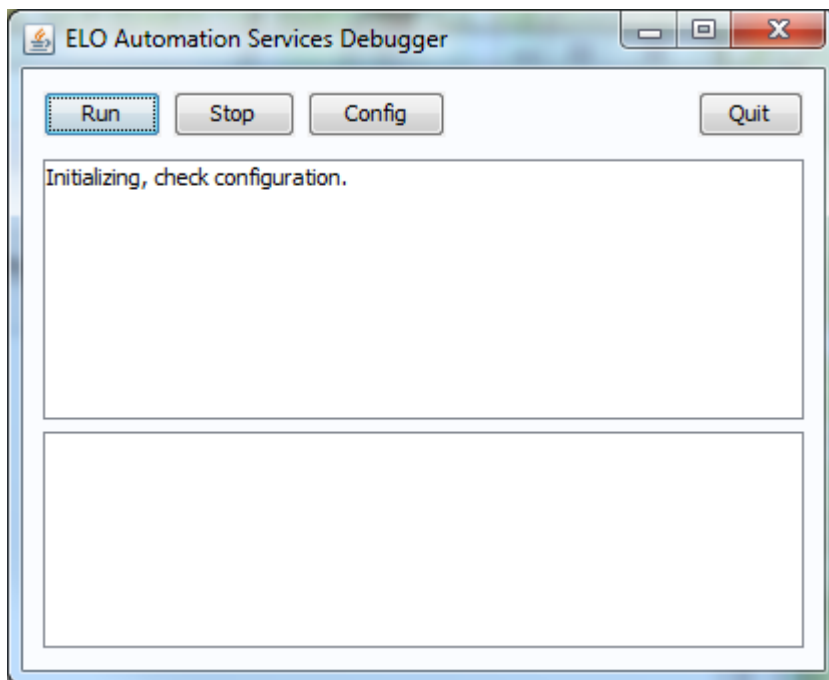 ELO Automation Services Debugger
Run Stop Config Quit
Initializing, check configuration.